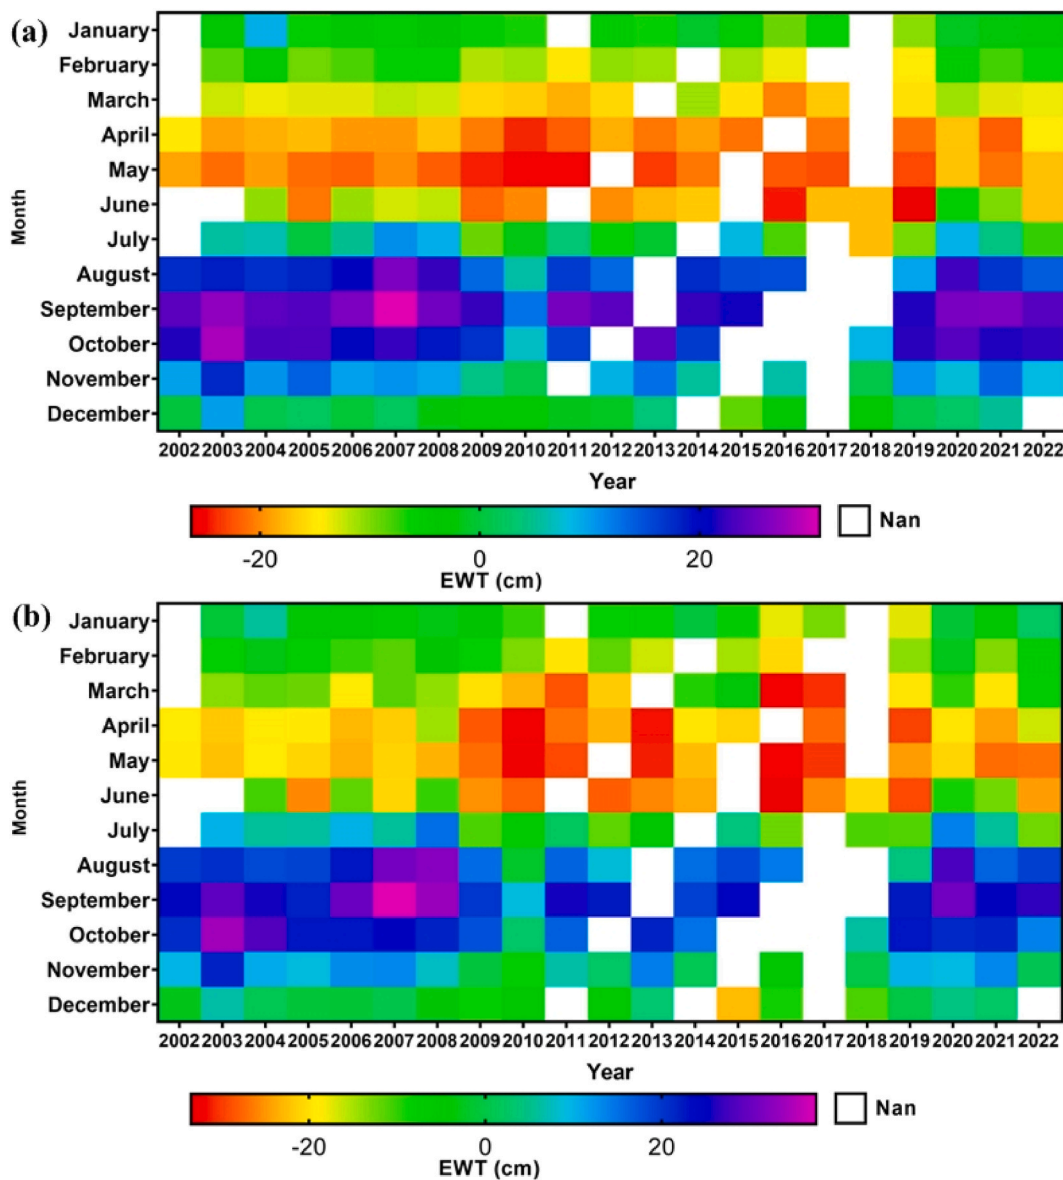 (a)
January
February
March
April
May
June
July
August
September
October
November
December
Month
2002 2003 2004 2005 2006 2007 2008 2009 2010 2011 2012 2013 2014 2015 2016 2017 2018 2019 2020 2021 2022
Year
Nan
-20 0 20
EWT (cm)
(b)
January
February
March
April
May
June
July
August
September
October
November
December
Month
2002 2003 2004 2005 2006 2007 2008 2009 2010 2011 2012 2013 2014 2015 2016 2017 2018 2019 2020 2021 2022
Year
Nan
-20 0 20
EWT (cm)